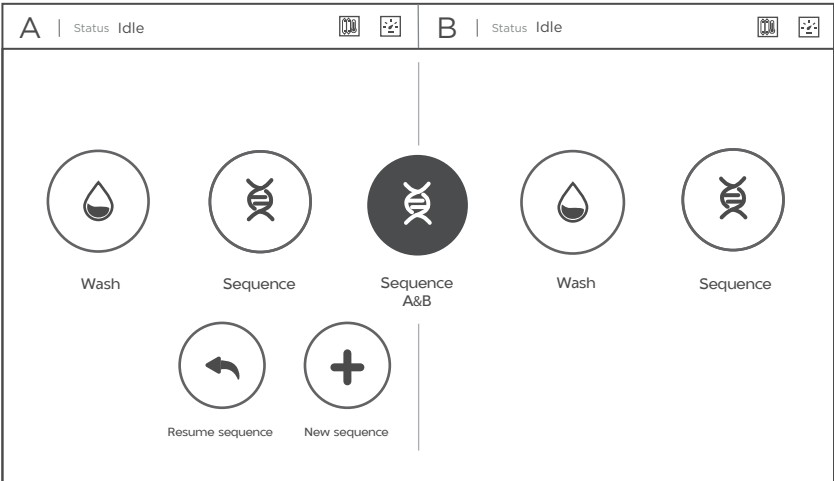 A Status Idle
B Status Idle
Wash
Sequence
Sequence
A&B
Wash
Sequence
Resume sequence
New sequence